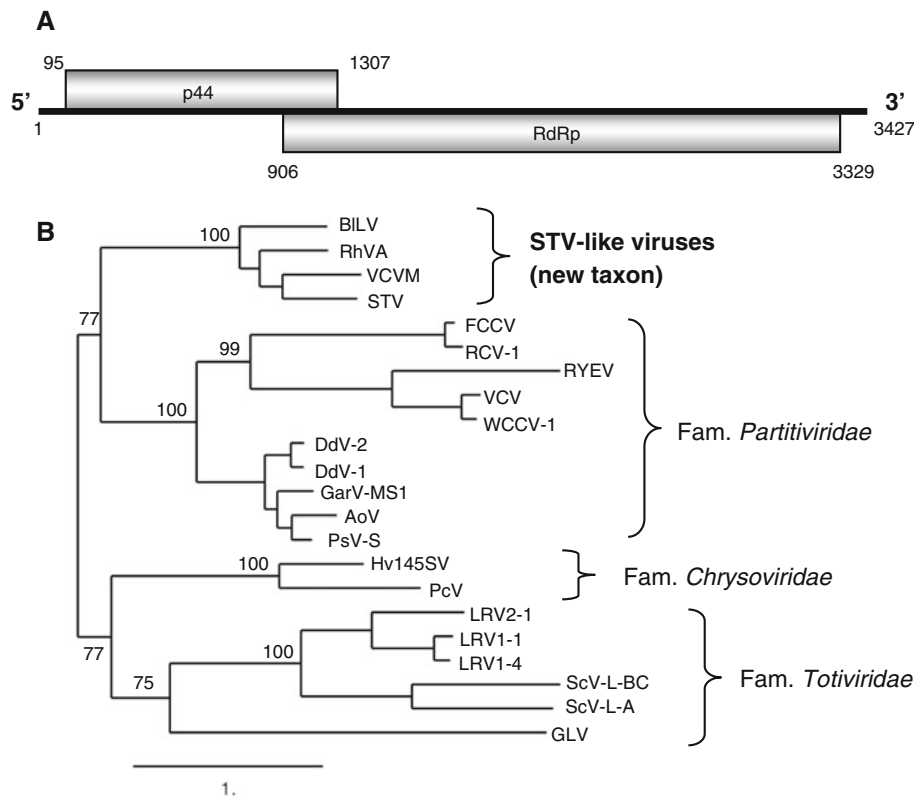 A
95 1307
p44
5’ 3’
1 3427
RdRp
906 3329
B
BlLV
100
RhVA
VCVM
STV
STV-like viruses
(new taxon)
77
FCCV
99
RCV-1
RYEV
VCV
WCCV-1
100
Fam. Partitiviridae
DdV-2
DdV-1
GarV-MS1
AoV
PsV-S
100
Hv145SV
PcV
Fam. Chrysoviridae
77
LRV2-1
LRV1-1
100
LRV1-4
75
ScV-L-BC
ScV-L-A
GLV
Fam. Totiviridae
1.